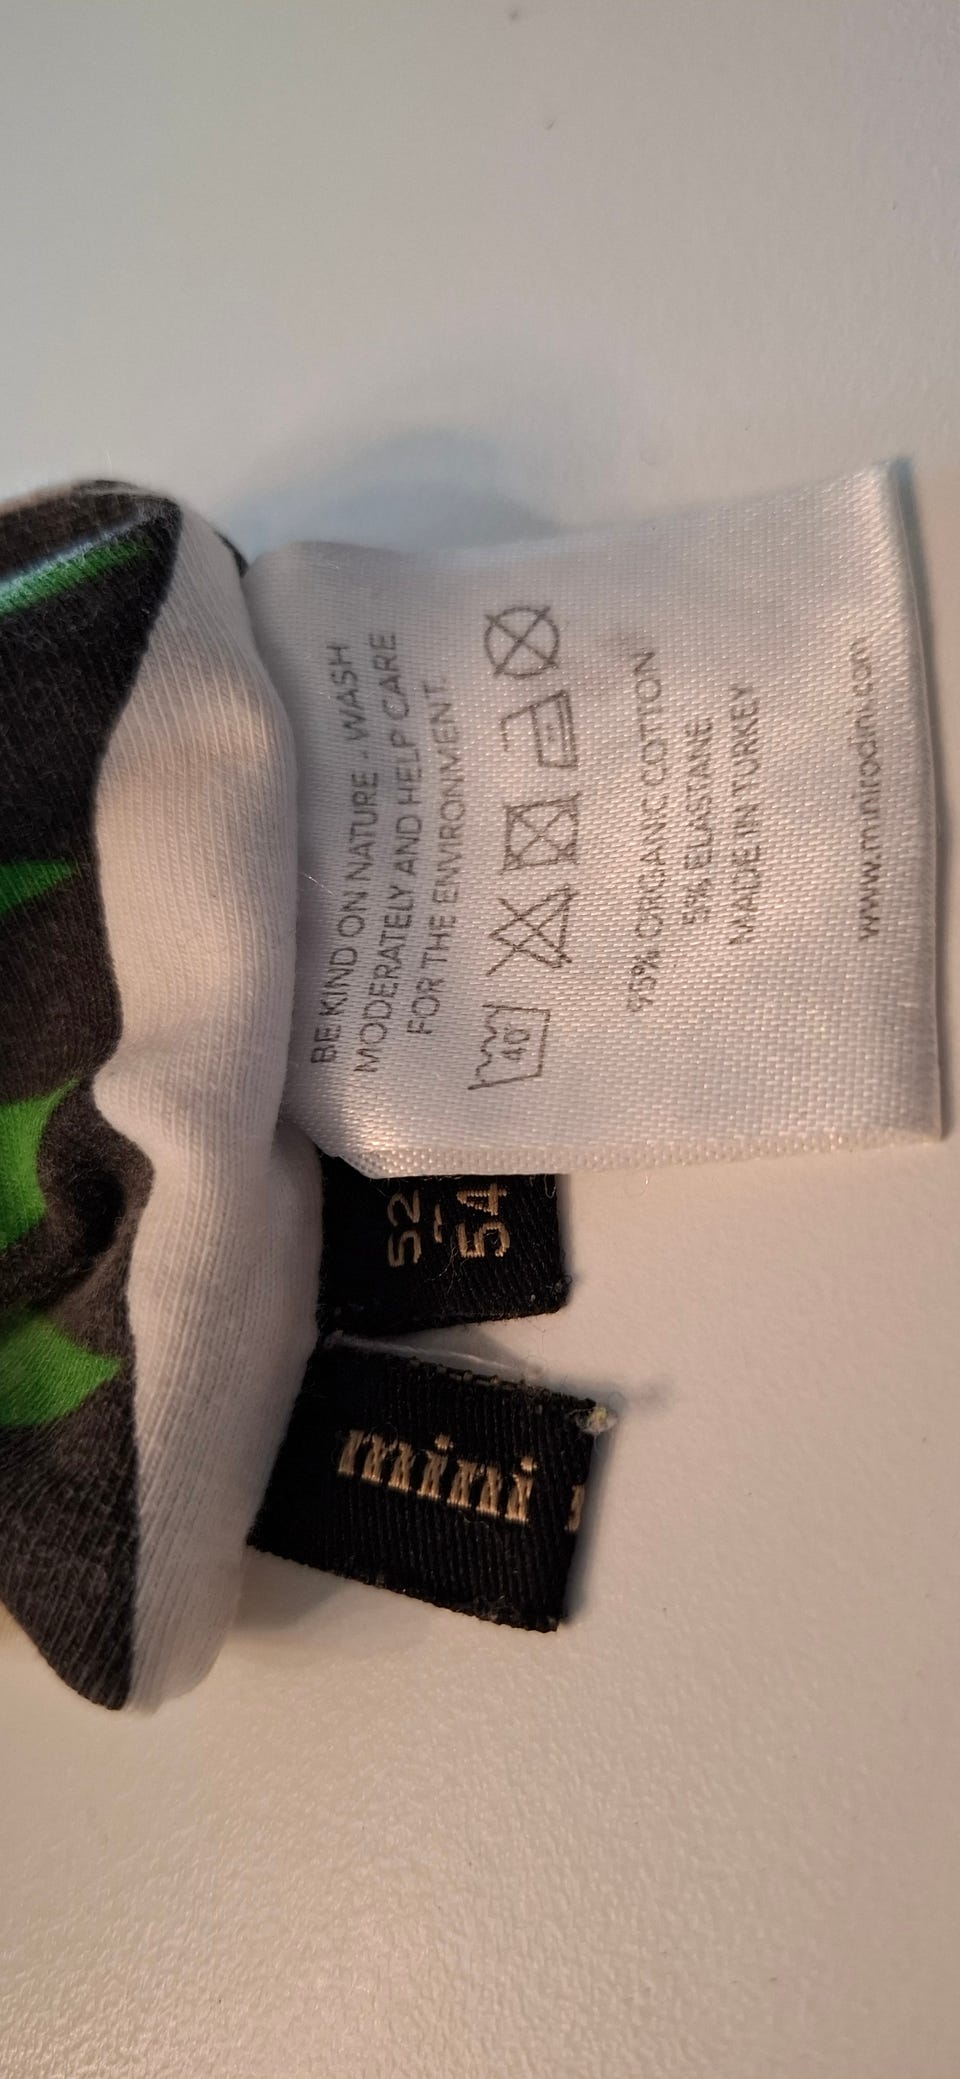 BE KIND ON NATURE - WASH
MODERATELY AND HELP CARE
FOR THE ENVIRONMENT.
40°
95% ORGANIC COTTON
5% ELASTANE
MADE IN TURKEY
www.minirodini.com
52
-
54
mini